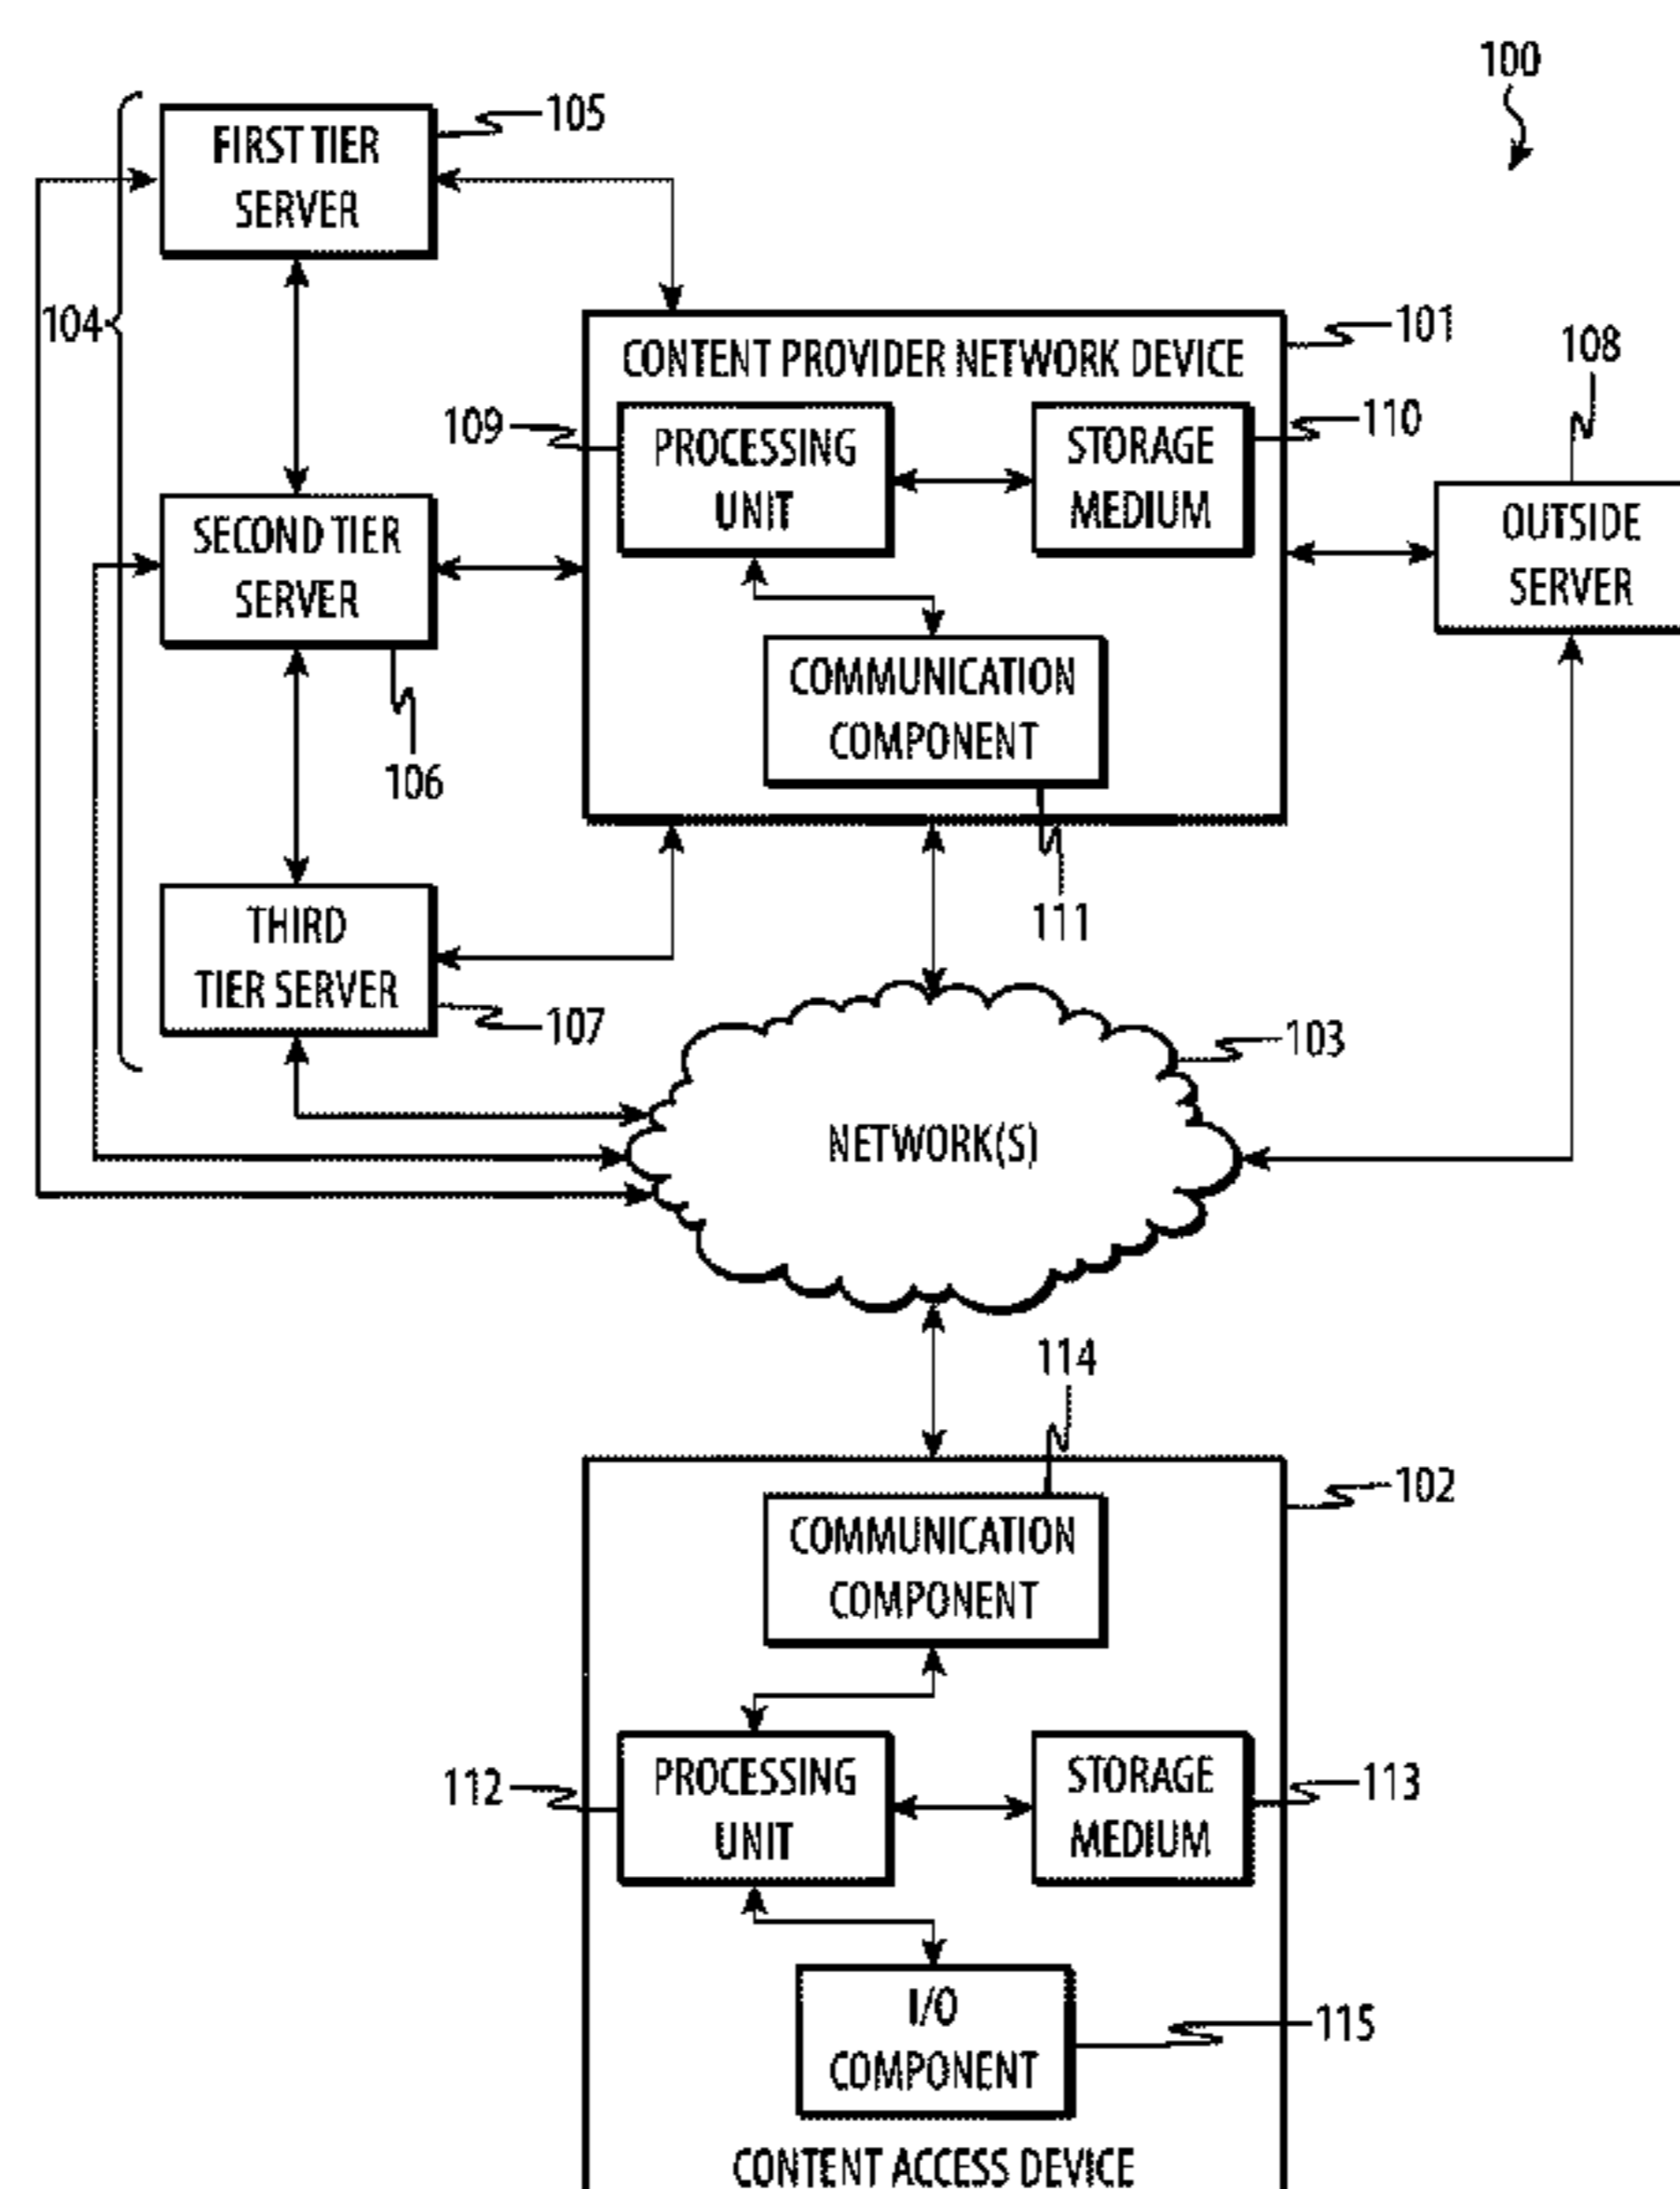 100
105
FIRST TIER
SERVER
104
101
CONTENT PROVIDER NETWORK DEVICE
108
109
110
PROCESSING
UNIT
STORAGE
MEDIUM
OUTSIDE
SERVER
SECOND TIER
SERVER
COMMUNICATION
COMPONENT
106
111
THIRD
TIER SERVER
107
103
NETWORK(S)
114
102
COMMUNICATION
COMPONENT
112
PROCESSING
UNIT
STORAGE
MEDIUM
113
I/O
COMPONENT
115
CONTENT ACCESS DEVICE